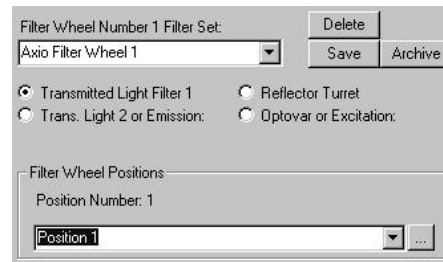 Filter Wheel Number 1 Filter Set:
Delete
Axio Filter Wheel 1
Save
Archive
Transmitted Light Filter 1
Reflector Turret
Trans. Light 2 or Emission:
Optovar or Excitation:
Filter Wheel Positions
Position Number: 1
Position 1
...